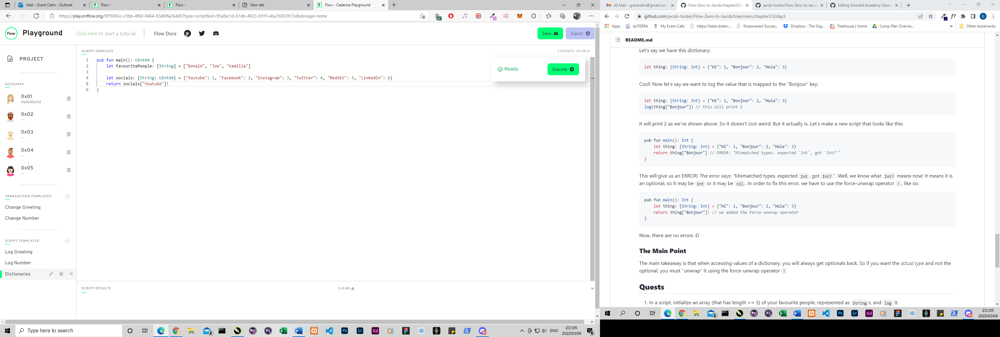 Mail - Grant Cahn - Outlook
Flow -
Flow -
New tab
Flow - Cadence Playground
https://play.onflow.org/9f7606cc-c3bb-4f60-8464-f2e80fa264d3?type=script&id=95afac1d-61db-4023-b91f-eba7b833fc7e&storage=none
27
Flow
Playground
Click here to start a tutorial
Flow Docs
Save
Export
PROJECT
ACCOUNTS
0x01
HelloWorld
0x02
--
0x03
--
0x04
--
0x05
--
TRANSACTION TEMPLATES
Change Greeting
Change Number
SCRIPT TEMPLATES
Log Greeting
Log Number
Dictionaries
SCRIPT TEMPLATE
CADENCE: V0.20.0
1 pub fun main(): UInt64 {
2 let favouritePeople: [String] = ["Donald", "Joe", "Kamilla"]
3
4 let socials: {String: UInt64} = {"Youtube": 1, "Facebook": 2, "Instagram": 3, "Twitter": 4, "Reddit": 5, "LinkedIn": 6}
5 return socials["Youtube"]!
6 }
Ready
Execute
SCRIPT RESULTS
CLEAR
Type here to search
ENG
23:05
2022/03/09
6
All Mail - grantcahn@gmail.com
Flow-Zero-to-Jacob/chapter2.0/d
jacob-tucker/Flow-Zero-to-Jacob
Editing Emerald-Academy-Quest
github.com/jacob-tucker/Flow-Zero-to-Jacob/tree/main/chapter2.0/day3
Apps
doTERRA
My Event Cafe
https://beta-doterr...
Empowered Succes...
Dropbox - The Slig...
Treehouse | Home
Comp Plan Overvie...
Other bookmarks
README.md
Let's say we have this dictionary:
let thing: {String: Int} = {"Hi": 1, "Bonjour": 2, "Hola": 3}
Cool! Now let's say we want to log the value that is mapped to the "Bonjour" key:
let thing: {String: Int} = {"Hi": 1, "Bonjour": 2, "Hola": 3}
log(thing["Bonjour"]) // this will print 2
It will print 2 as we've shown above. So it doesn't look weird. But it actually is. Let's make a new script that looks like this:
pub fun main(): Int {
let thing: {String: Int} = {"Hi": 1, "Bonjour": 2, "Hola": 3}
return thing["Bonjour"] // ERROR: "Mismatched types. expected `Int`, got `Int?`"
}
This will give us an ERROR! The error says: "Mismatched types. expected Int, got Int?". Well, we know what Int? means now! It means it is
an optional, so it may be Int or it may be nil. In order to fix this error, we have to use the force-unwrap operator !, like so:
pub fun main(): Int {
let thing: {String: Int} = {"Hi": 1, "Bonjour": 2, "Hola": 3}
return thing["Bonjour"]! // we added the force-unwrap operator
}
Now, there are no errors :D
The Main Point
The main takeaway is that when accessing values of a dictionary, you will always get optionals back. So if you want the actual type and not the
optional, you must "unwrap" it using the force-unwrap operator !
Quests
1. In a script, initialize an array (that has length == 3) of your favourite people, represented as Strings, and log it.
23:05
2022/03/09